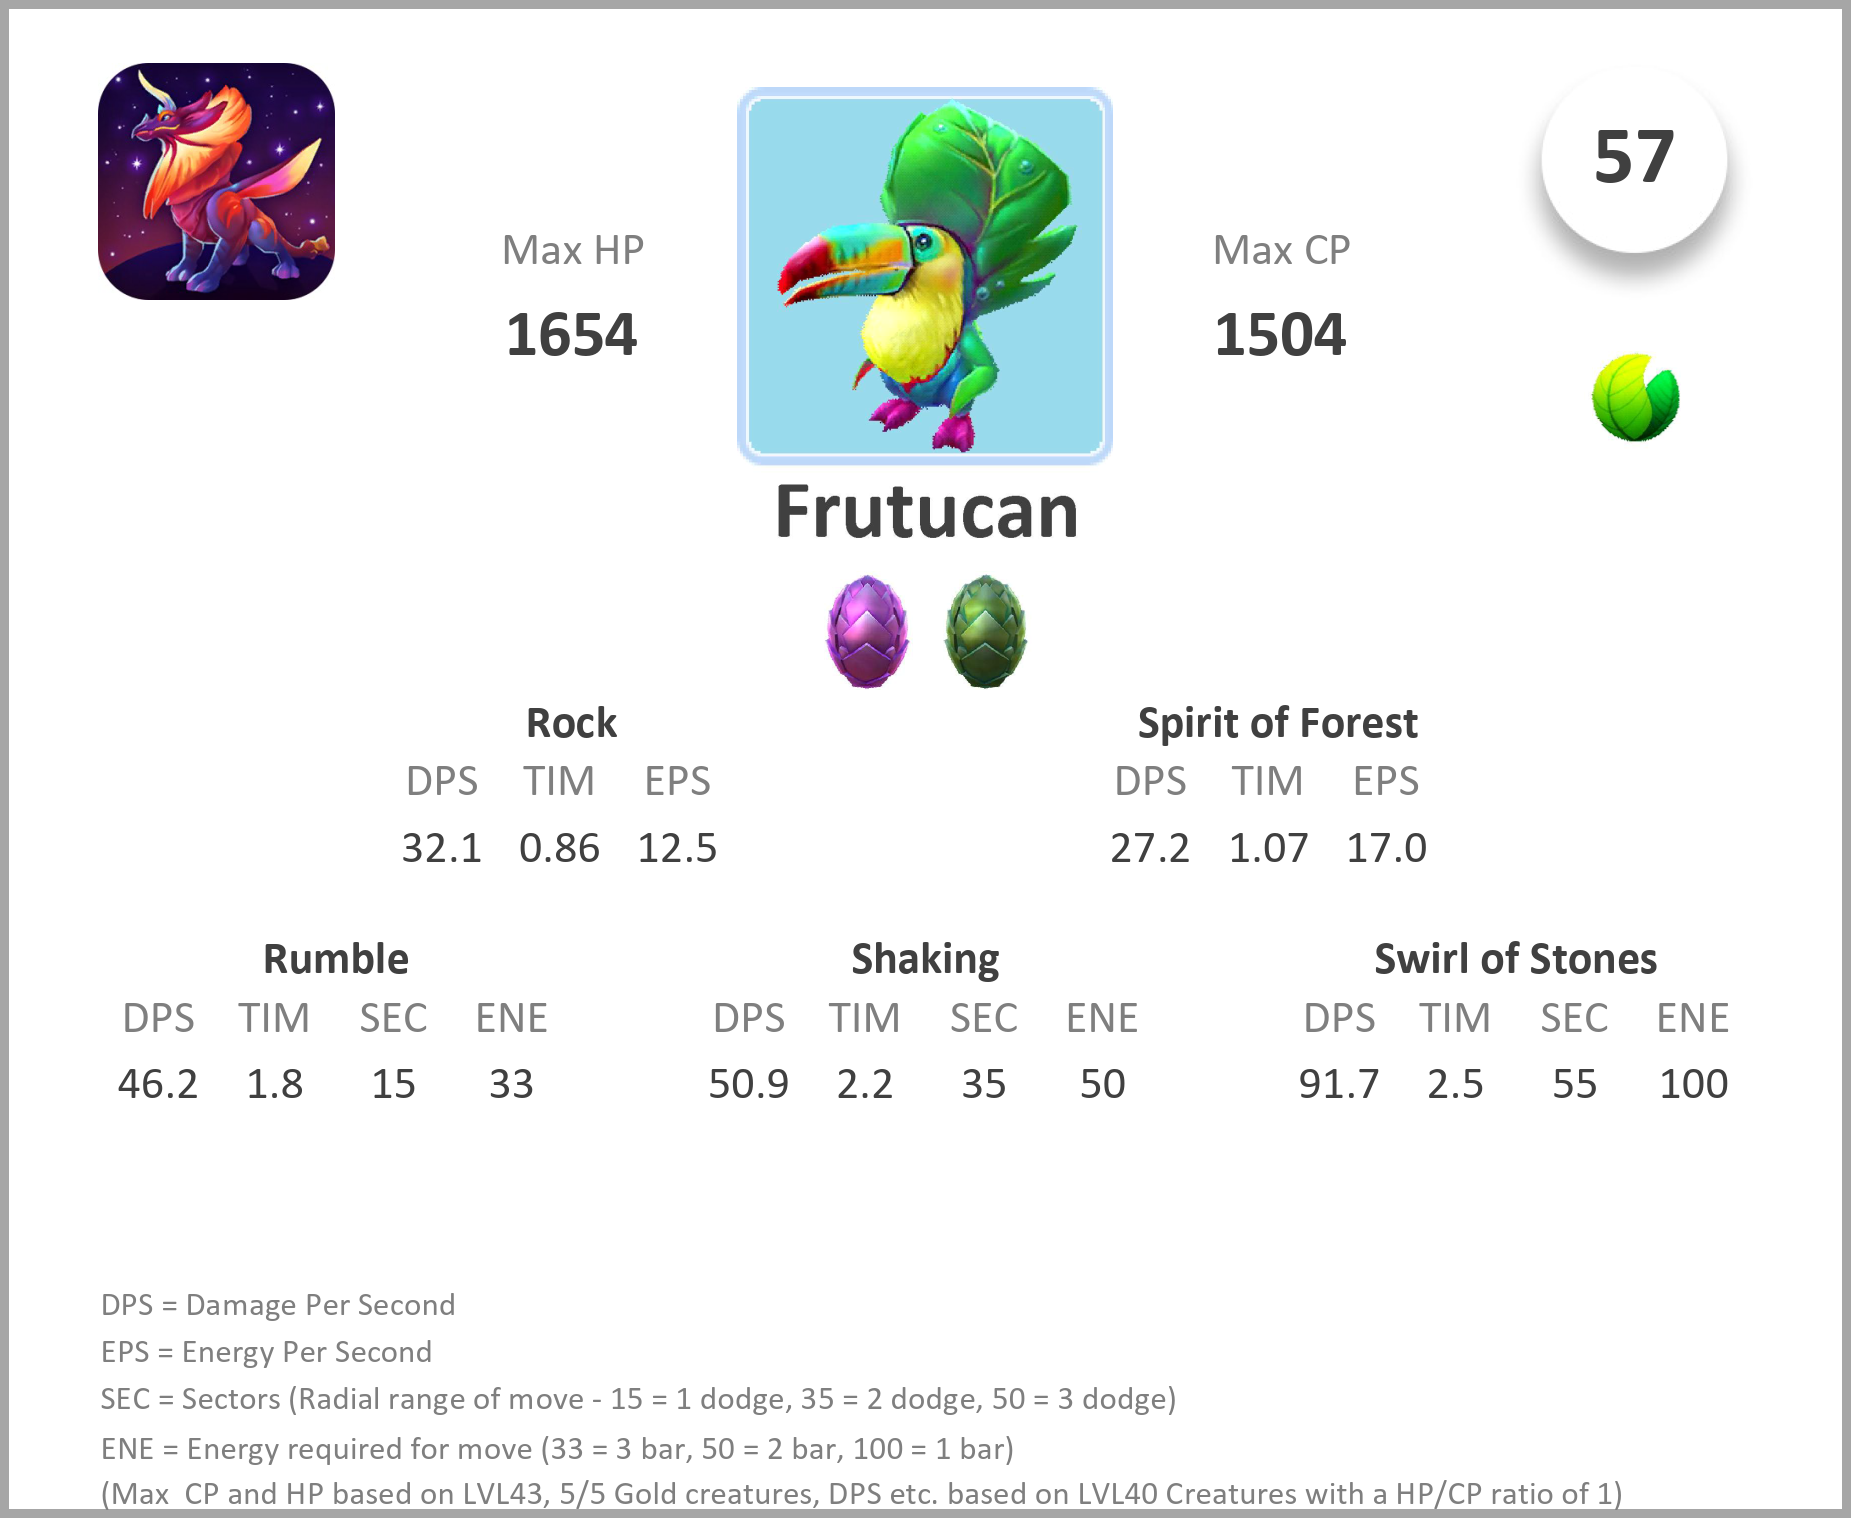 57
Max HP
Max CP
1654
1504
Frutucan
Rock
Spirit of Forest
DPS TIM EPS
DPS TIM EPS
32.1 0.86 12.5
27.2 1.07 17.0
Rumble
Shaking
Swirl of Stones
DPS TIM SEC ENE
DPS TIM SEC ENE
DPS TIM SEC ENE
46.2 1.8 15 33
50.9 2.2 35 50
91.7 2.5 55 100
DPS = Damage Per Second
EPS = Energy Per Second
SEC = Sectors (Radial range of move - 15 = 1 dodge, 35 = 2 dodge, 50 = 3 dodge)
ENE = Energy required for move (33 = 3 bar, 50 = 2 bar, 100 = 1 bar)
(Max  CP and HP based on LVL43, 5/5 Gold creatures, DPS etc. based on LVL40 Creatures with a HP/CP ratio of 1)